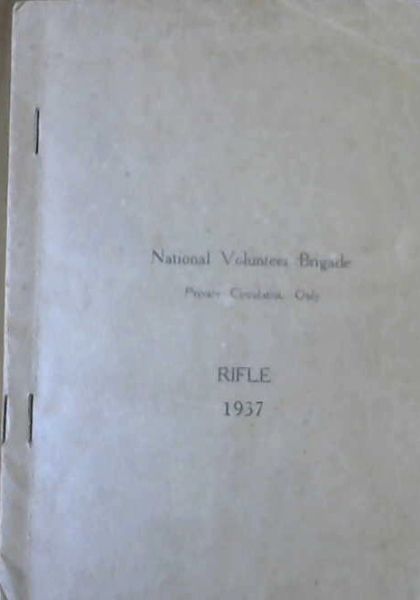 National Volunteer Brigade
Private Circulation Only
RIFLE
1937